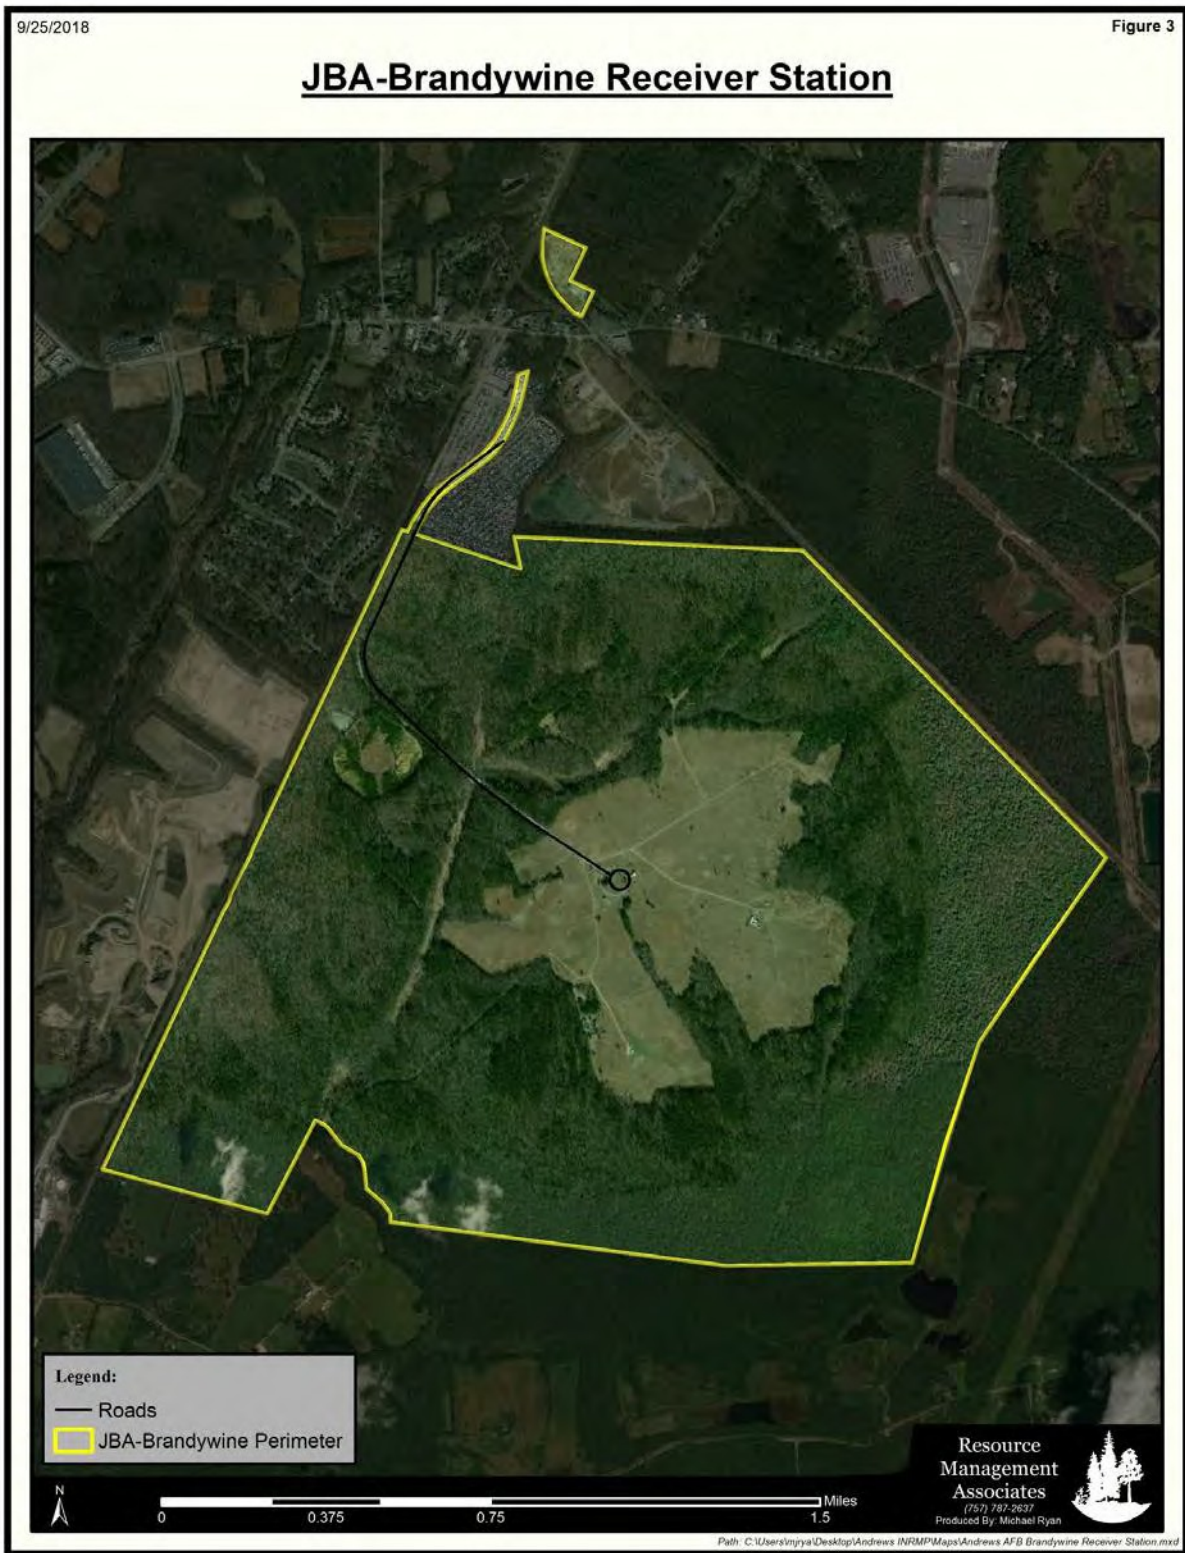 9/25/2018
Figure 3
JBA-Brandywine Receiver Station
Legend:
Roads
JBA-Brandywine Perimeter
N
0
0.375
0.75
1.5
Miles
Resource
Management
Associates
(757) 787-2637
Produced By: Michael Ryan
Path: C:\Users\mjrya\Desktop\Andrews INRMP\Maps\Andrews AFB Brandywine Receiver Station.mxd